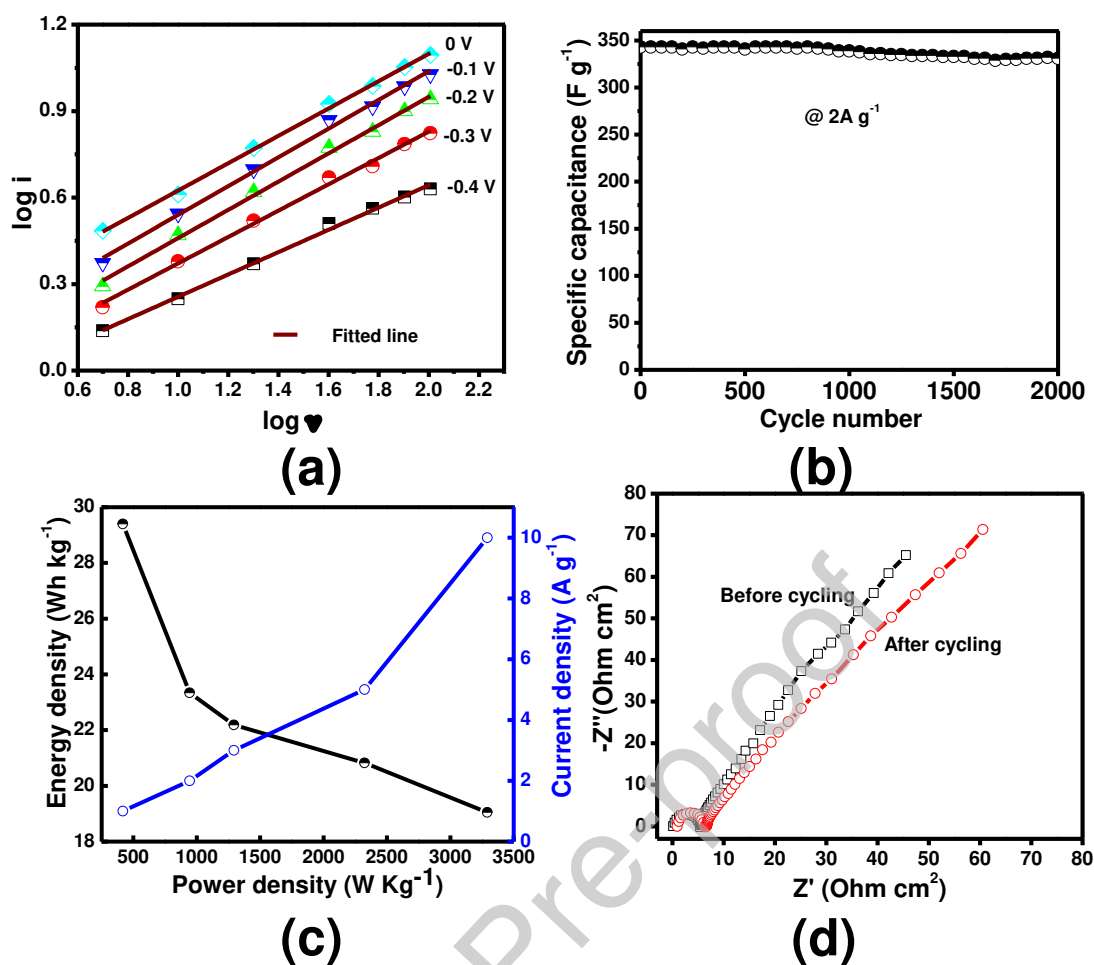 1.2
0.9
0.6
0.3
0.0
log i
0 V
-0.1 V
-0.2 V
-0.3 V
-0.4 V
Fitted line
0.6 0.8 1.0 1.2 1.4 1.6 1.8 2.0 2.2
log ▼
(a)
350
300
250
200
150
100
50
0
Specific capacitance (F g⁻¹)
@ 2A g⁻¹
0 500 1000 1500 2000
Cycle number
(b)
30
28
26
24
22
20
18
Energy density (Wh kg⁻¹)
10
8
6
4
2
0
Current density (A g⁻¹)
500 1000 1500 2000 2500 3000 3500
Power density (W Kg⁻¹)
(c)
80
70
60
50
40
30
20
10
0
-Z''(Ohm cm²)
Before cycling
After cycling
0 10 20 30 40 50 60 70 80
Z' (Ohm cm²)
(d)
Pre-proof